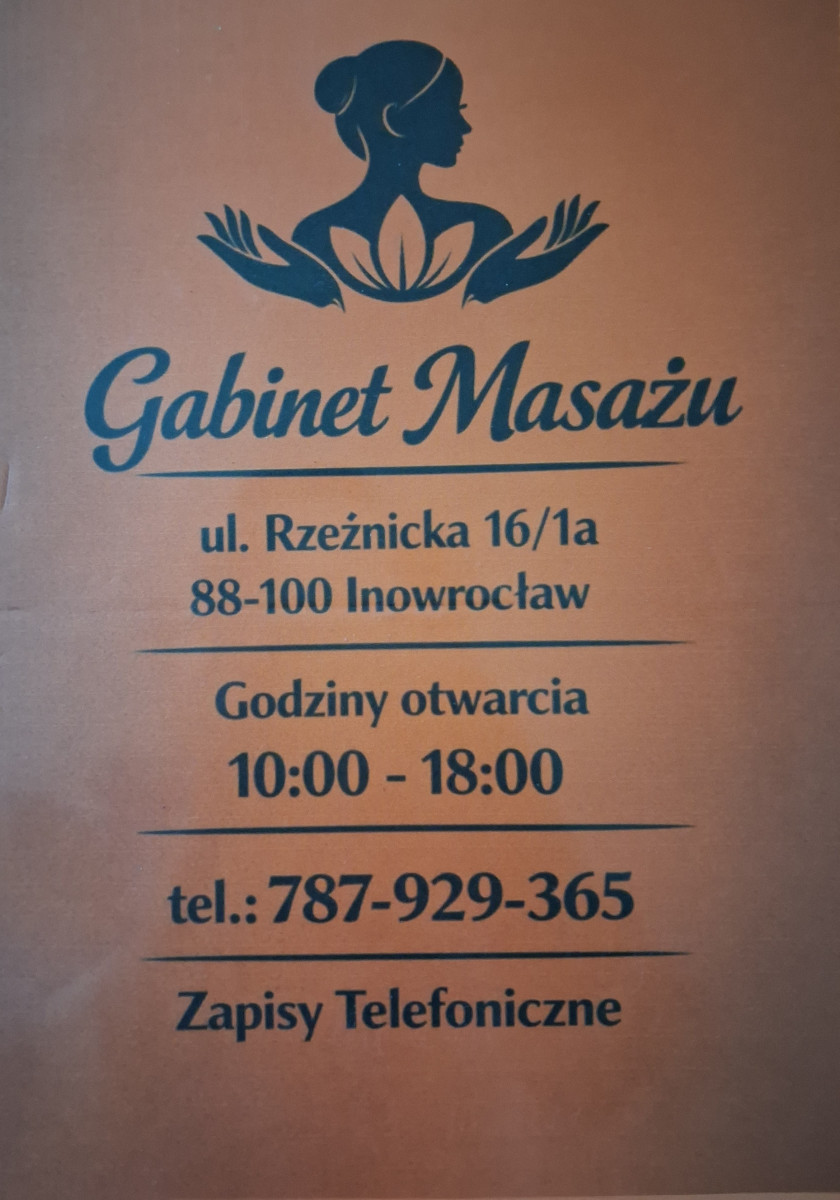 Gabinet Masażu
ul. Rzeźnicka 16/1a
88-100 Inowrocław
Godziny otwarcia
10:00 - 18:00
tel.: 787-929-365
Zapisy Telefoniczne